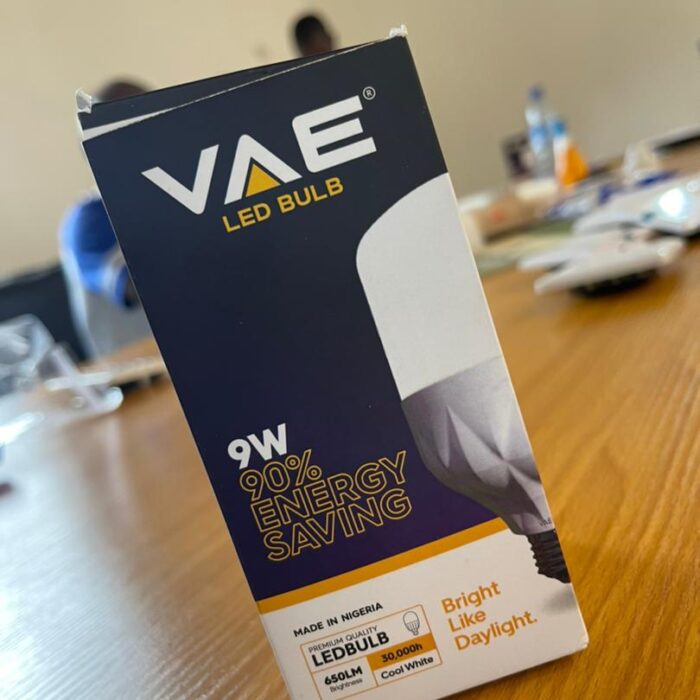 VAE®
LED BULB
9W
90%
ENERGY
SAVING
MADE IN NIGERIA
PREMIUM QUALITY
LEDBULB
650LM
Brightness
30,000h
Cool White
Bright
Like
Daylight.
VAE